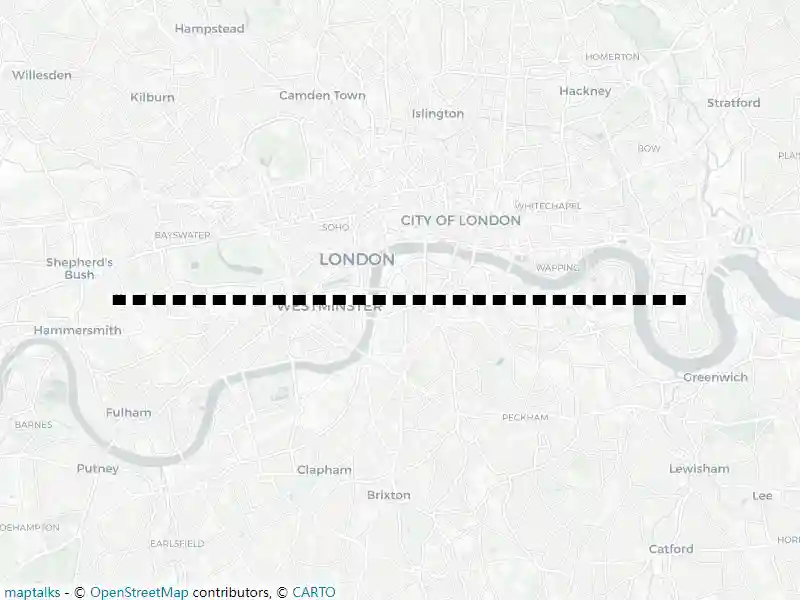 Hampstead
HOMERTON
Willesden
Hackney
Kilburn
Camden Town
Stratford
Islington
BOW
WHITECHAPEL
CITY OF LONDON
SOHO
BAYSWATER
LONDON
Shepherd's
Bush
WAPPING
WESTMINSTER
Hammersmith
Greenwich
Fulham
PECKHAM
BARNES
Putney
Clapham
Lewisham
Brixton
Lee
OEHAMPTON
EARLSFIELD
Catford
maptalks - © OpenStreetMap contributors, © CARTO